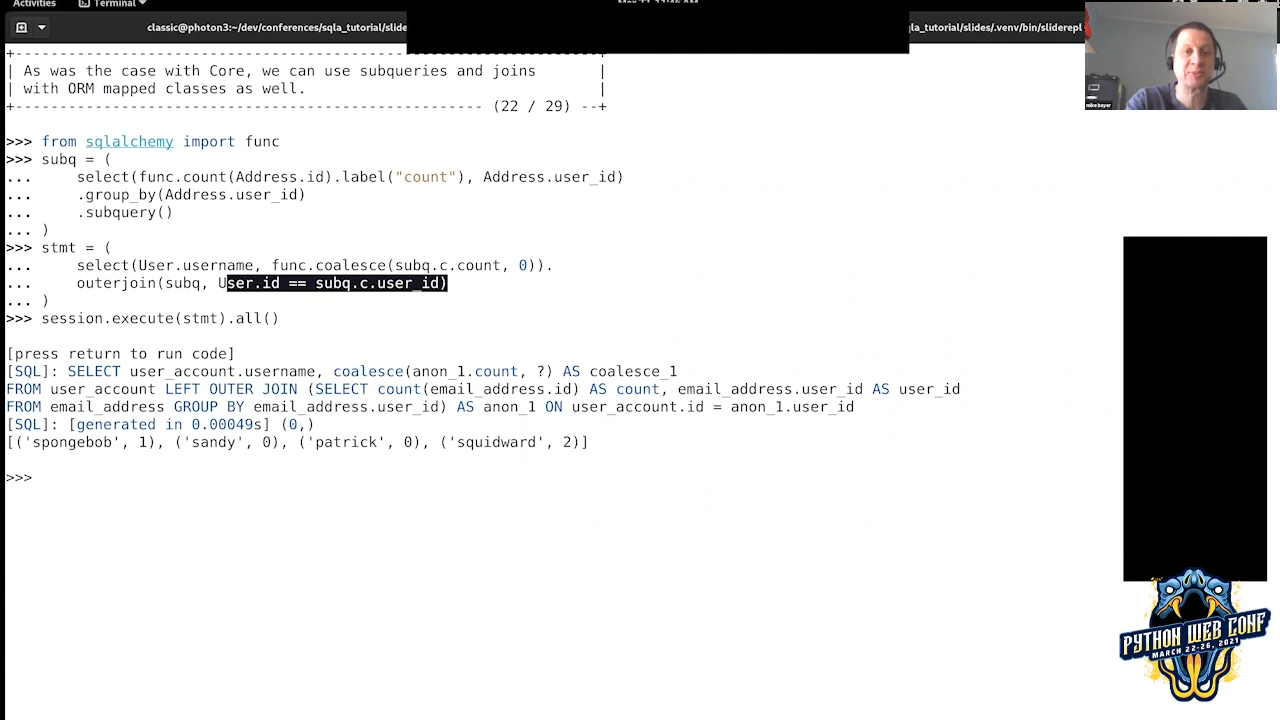 Activities
Terminal
classic@photon3:~/dev/conferences/sqla_tutorial/slide
qla_tutorial/slides/.venv/bin/sliderepl
mike bayer
+----------------------------------------------------- -----------+
| As was the case with Core, we can use subqueries and joins |
| with ORM mapped classes as well. |
+----------------------------------------------------- (22 / 29) --+
>>> from sqlalchemy import func
>>> subq = (
... select(func.count(Address.id).label("count"), Address.user_id)
... .group_by(Address.user_id)
... .subquery()
... )
>>> stmt = (
... select(User.username, func.coalesce(subq.c.count, 0)).
... outerjoin(subq, User.id == subq.c.user_id)
... )
>>> session.execute(stmt).all()
[press return to run code]
[SQL]: SELECT user_account.username, coalesce(anon_1.count, ?) AS coalesce_1
FROM user_account LEFT OUTER JOIN (SELECT count(email_address.id) AS count, email_address.user_id AS user_id
FROM email_address GROUP BY email_address.user_id) AS anon_1 ON user_account.id = anon_1.user_id
[SQL]: [generated in 0.00049s] (0,)
[('spongebob', 1), ('sandy', 0), ('patrick', 0), ('squidward', 2)]
>>>
PYTHON WEB CONF
MARCH 22-26, 2021